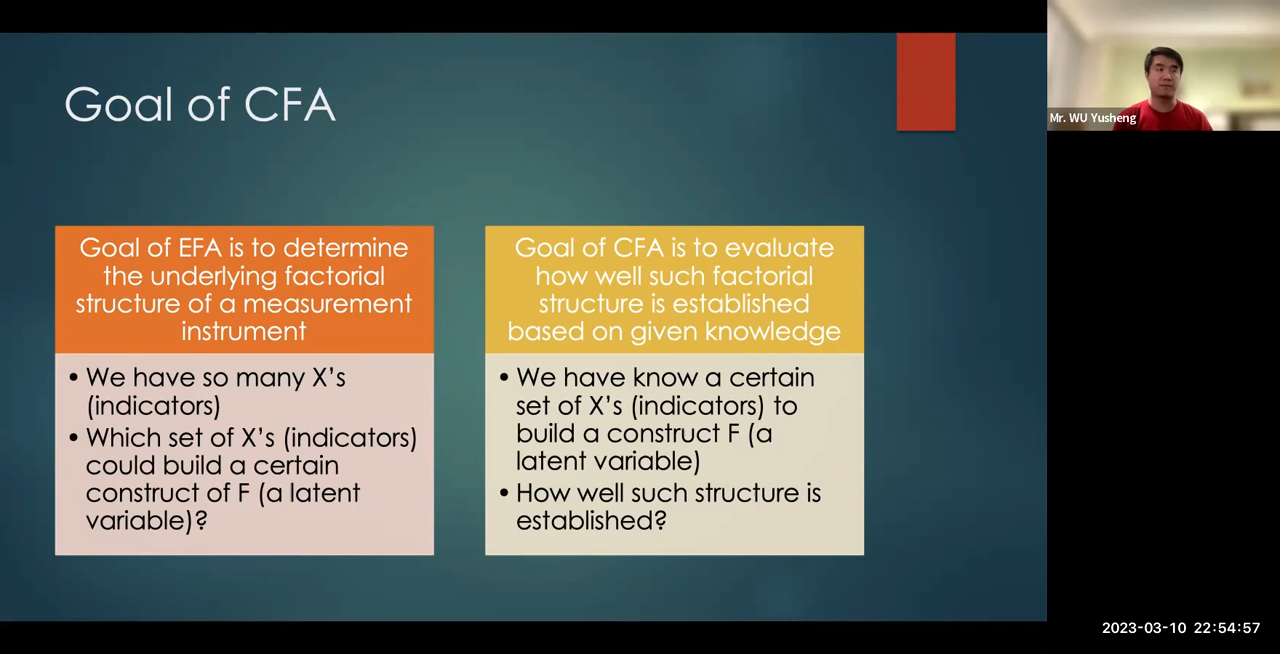 Goal of CFA
Goal of EFA is to determine
the underlying factorial
structure of a measurement
instrument
• We have so many X’s
(indicators)
• Which set of X’s (indicators)
could build a certain
construct of F (a latent
variable)?
Goal of CFA is to evaluate
how well such factorial
structure is established
based on given knowledge
• We have know a certain
set of X’s (indicators) to
build a construct F (a
latent variable)
• How well such structure is
established?
Mr. WU Yusheng
2023-03-10 22:54:57